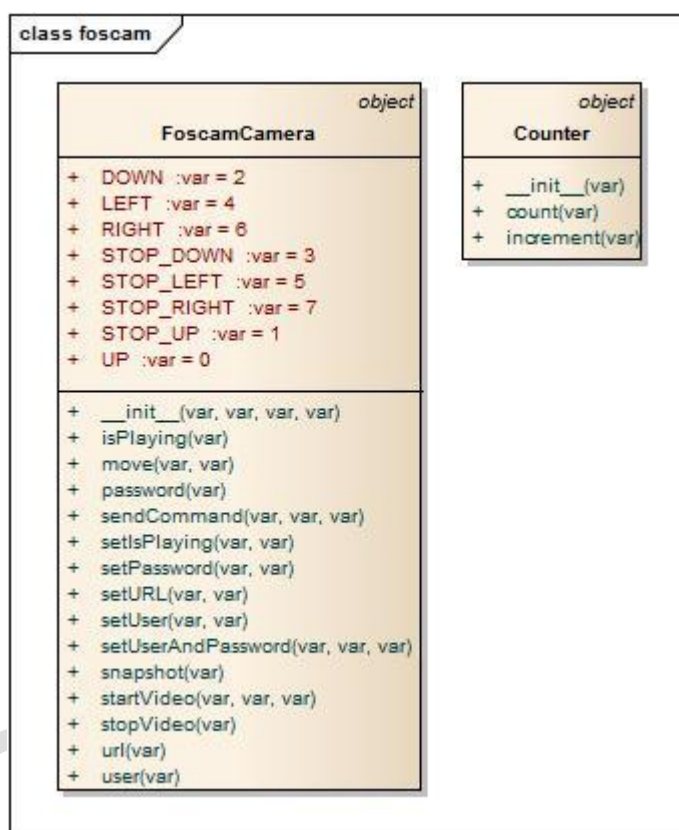 class foscam
object
FoscamCamera
+ DOWN :var = 2
+ LEFT :var = 4
+ RIGHT :var = 6
+ STOP_DOWN :var = 3
+ STOP_LEFT :var = 5
+ STOP_RIGHT :var = 7
+ STOP_UP :var = 1
+ UP :var = 0
+ __init__(var, var, var, var)
+ isPlaying(var)
+ move(var, var)
+ password(var)
+ sendCommand(var, var, var)
+ setIsPlaying(var, var)
+ setPassword(var, var)
+ setURL(var, var)
+ setUser(var, var)
+ setUserAndPassword(var, var, var)
+ snapshot(var)
+ startVideo(var, var, var)
+ stopVideo(var)
+ url(var)
+ user(var)
object
Counter
+ __init__(var)
+ count(var)
+ increment(var)